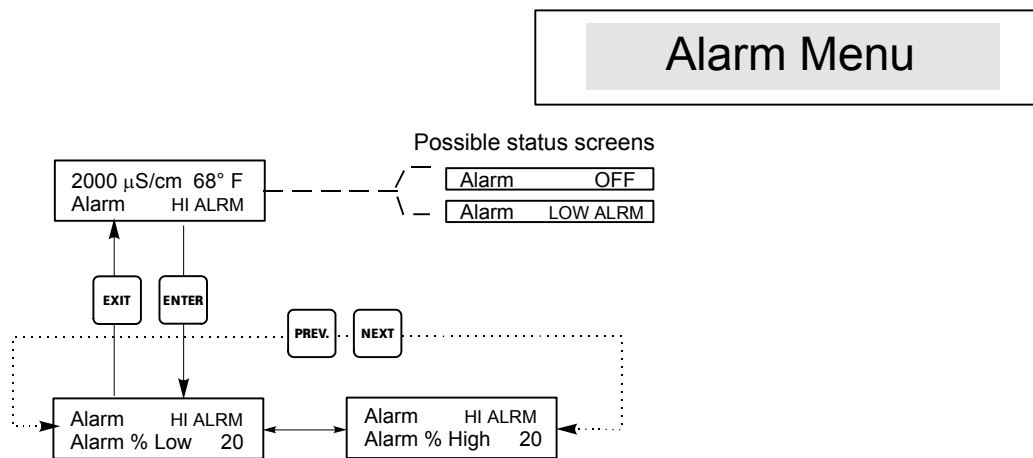 Alarm Menu
Possible status screens
2000 μS/cm 68° F
Alarm HI ALRM
Alarm OFF
Alarm LOW ALRM
EXIT
ENTER
PREV.
NEXT
Alarm HI ALRM
Alarm % Low 20
Alarm HI ALRM
Alarm % High 20